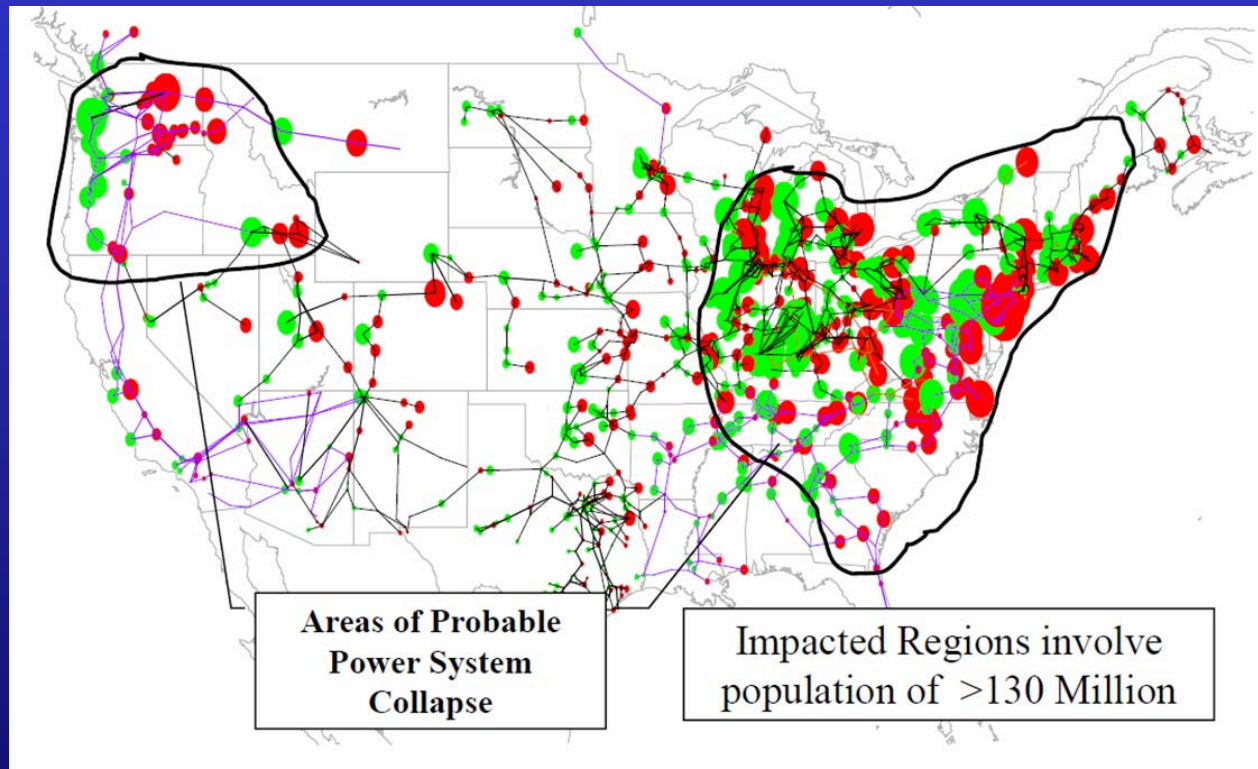 Areas of Probable
Power System
Collapse
Impacted Regions involve
population of >130 Million